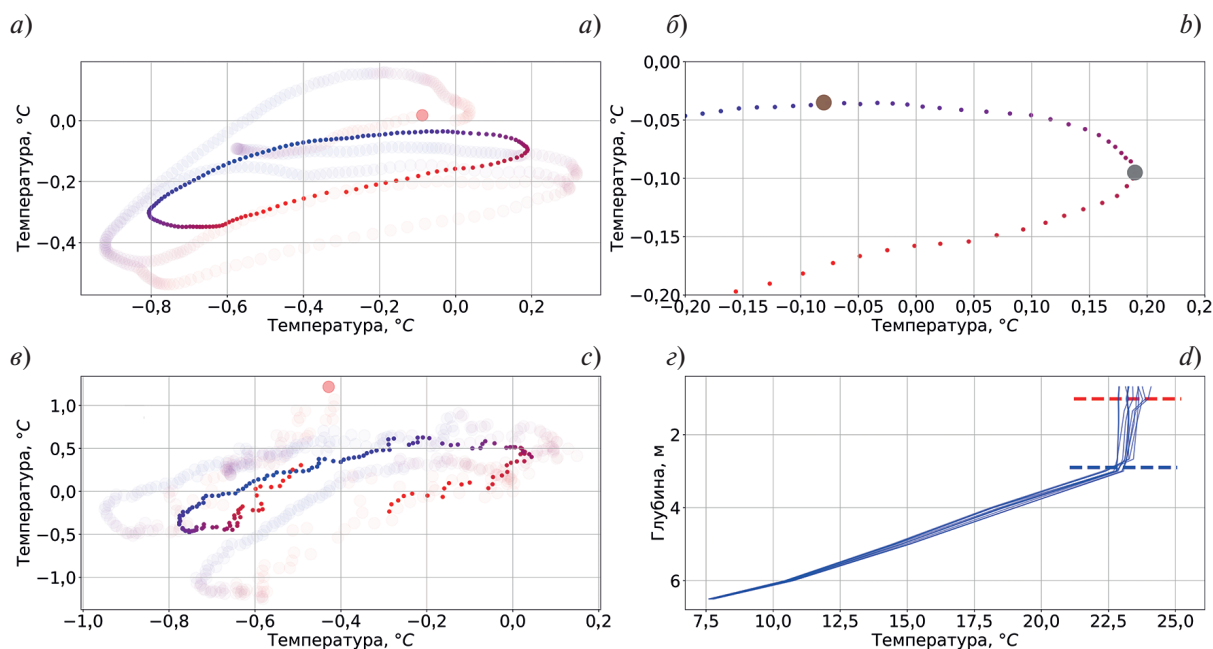 а) a)
Температура, °C
0,0
−0,2
−0,4
−0,8 −0,6 −0,4 −0,2 0,0 0,2
Температура, °C
б) b)
Температура, °C
0,00
−0,05
−0,10
−0,15
−0,20
−0,20 −0,15 −0,10 −0,05 0,00 0,05 0,10 0,15 0,20 0,2
Температура, °C
в) c)
Температура, °C
1,0
0,5
0,0
−0,5
−1,0
−1,0 −0,8 −0,6 −0,4 −0,2 0,0 0,2
Температура, °C
г) d)
Глубина, м
2
4
6
7,5 10,0 12,5 15,0 17,5 20,0 22,5 25,0
Температура, °C